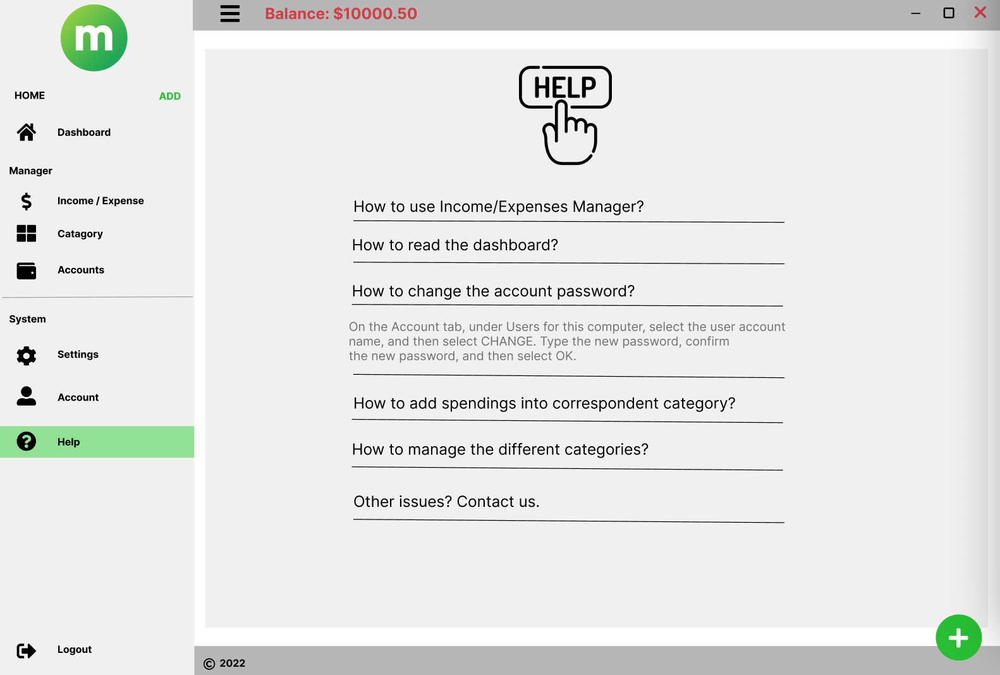 m
Balance: $10000.50
HOME
ADD
Dashboard
Manager
Income / Expense
Catagory
Accounts
System
Settings
Account
Help
Logout
HELP
How to use Income/Expenses Manager?
How to read the dashboard?
How to change the account password?
On the Account tab, under Users for this computer, select the user account
name, and then select CHANGE. Type the new password, confirm
the new password, and then select OK.
How to add spendings into correspondent category?
How to manage the different categories?
Other issues? Contact us.
© 2022